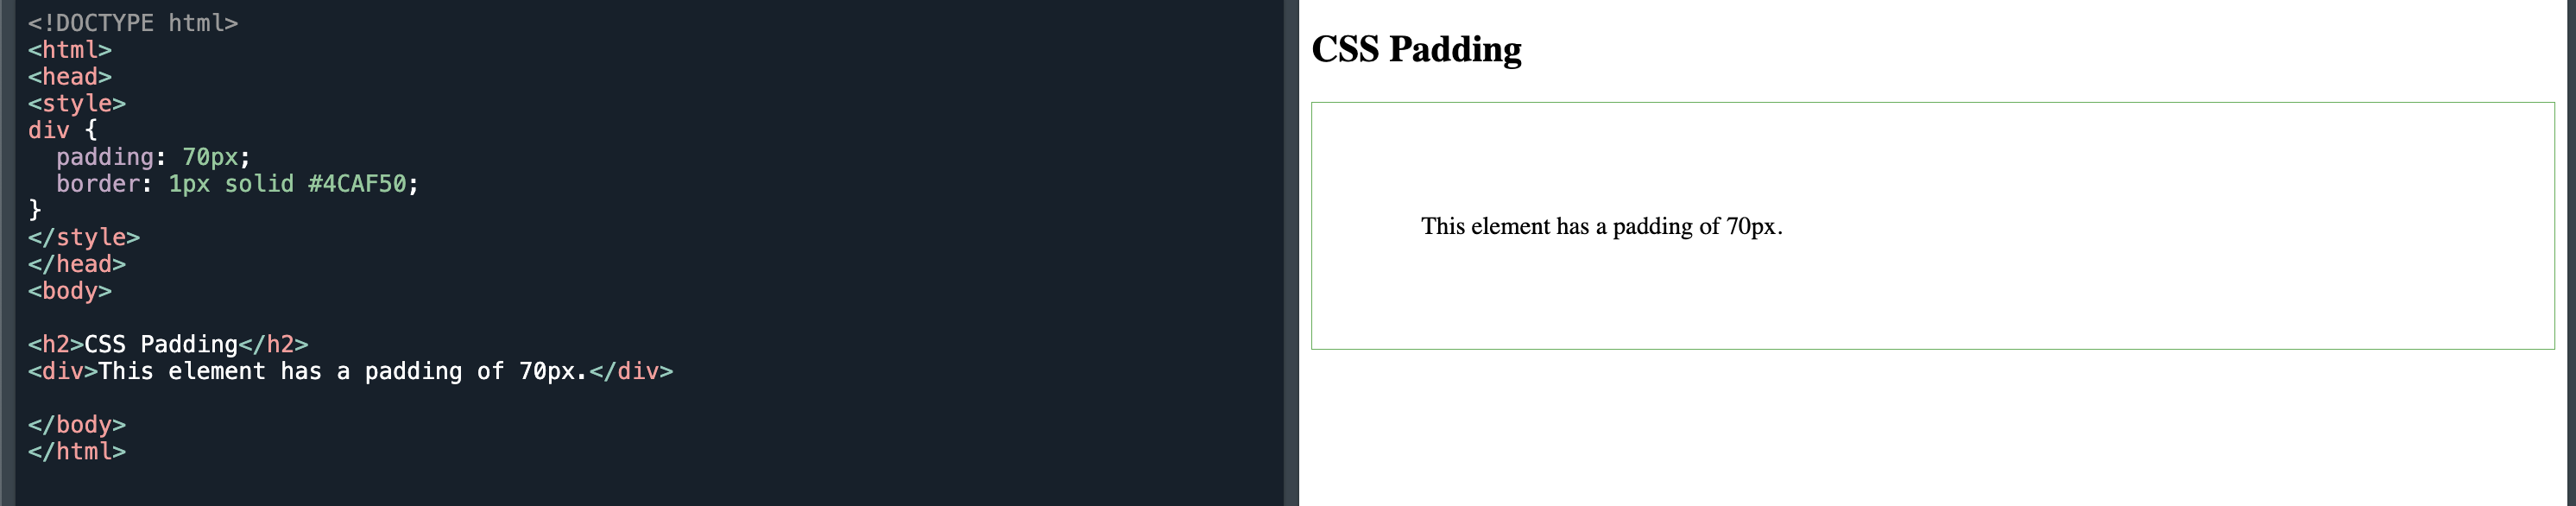 <!DOCTYPE html>
<html>
<head>
<style>
div {
  padding: 70px;
  border: 1px solid #4CAF50;
}
</style>
</head>
<body>

<h2>CSS Padding</h2>
<div>This element has a padding of 70px.</div>

</body>
</html>
CSS Padding
This element has a padding of 70px.